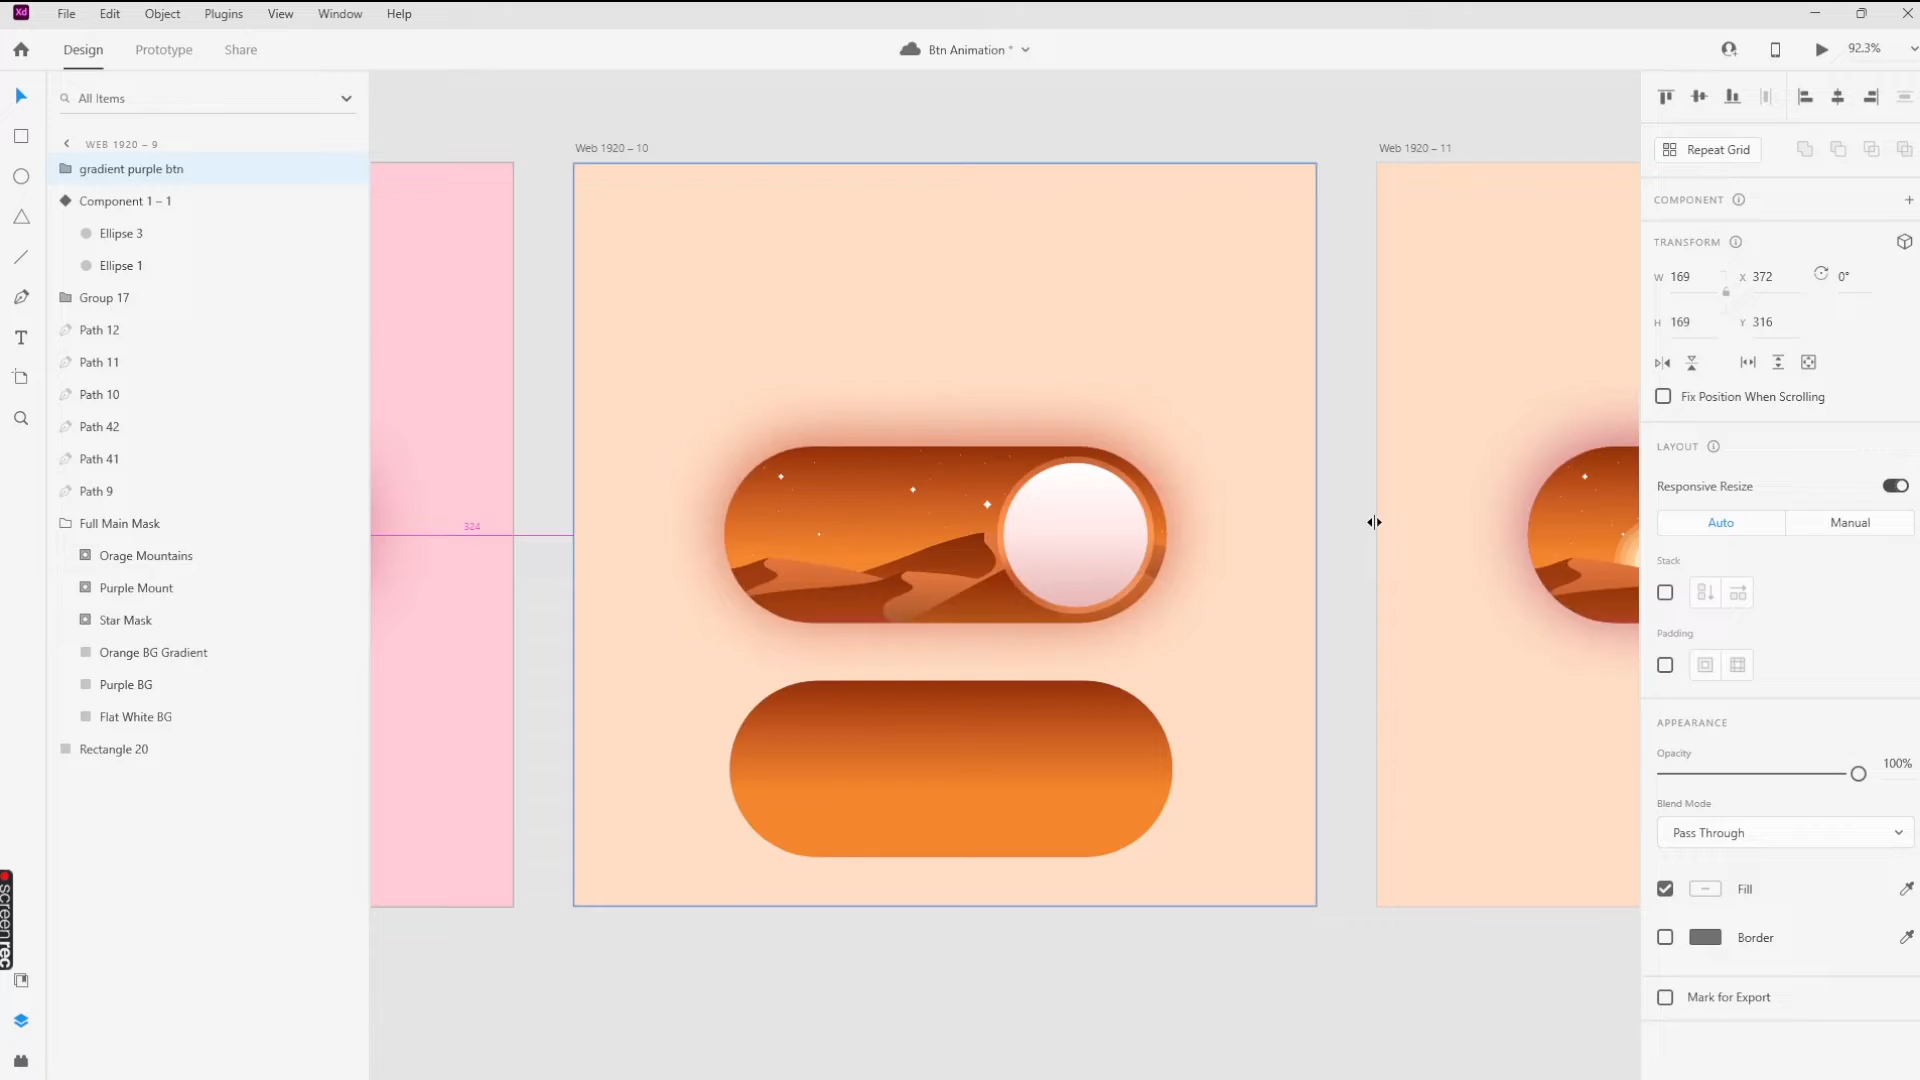 Xd File Edit Object Plugins View Window Help
Design Prototype Share Btn Animation * 92.3%
All Items
WEB 1920 – 9
gradient purple btn
Component 1 – 1
Ellipse 3
Ellipse 1
Group 17
Path 12
Path 11
Path 10
Path 42
Path 41
Path 9
Full Main Mask
Orage Mountains
Purple Mount
Star Mask
Orange BG Gradient
Purple BG
Flat White BG
Rectangle 20
screenrec
324
Web 1920 – 10
Web 1920 – 11
Repeat Grid
COMPONENT
TRANSFORM
W 169 X 372 0°
H 169 Y 316
Fix Position When Scrolling
LAYOUT
Responsive Resize
Auto Manual
Stack
Padding
APPEARANCE
Opacity
100%
Blend Mode
Pass Through
Fill
Border
Mark for Export